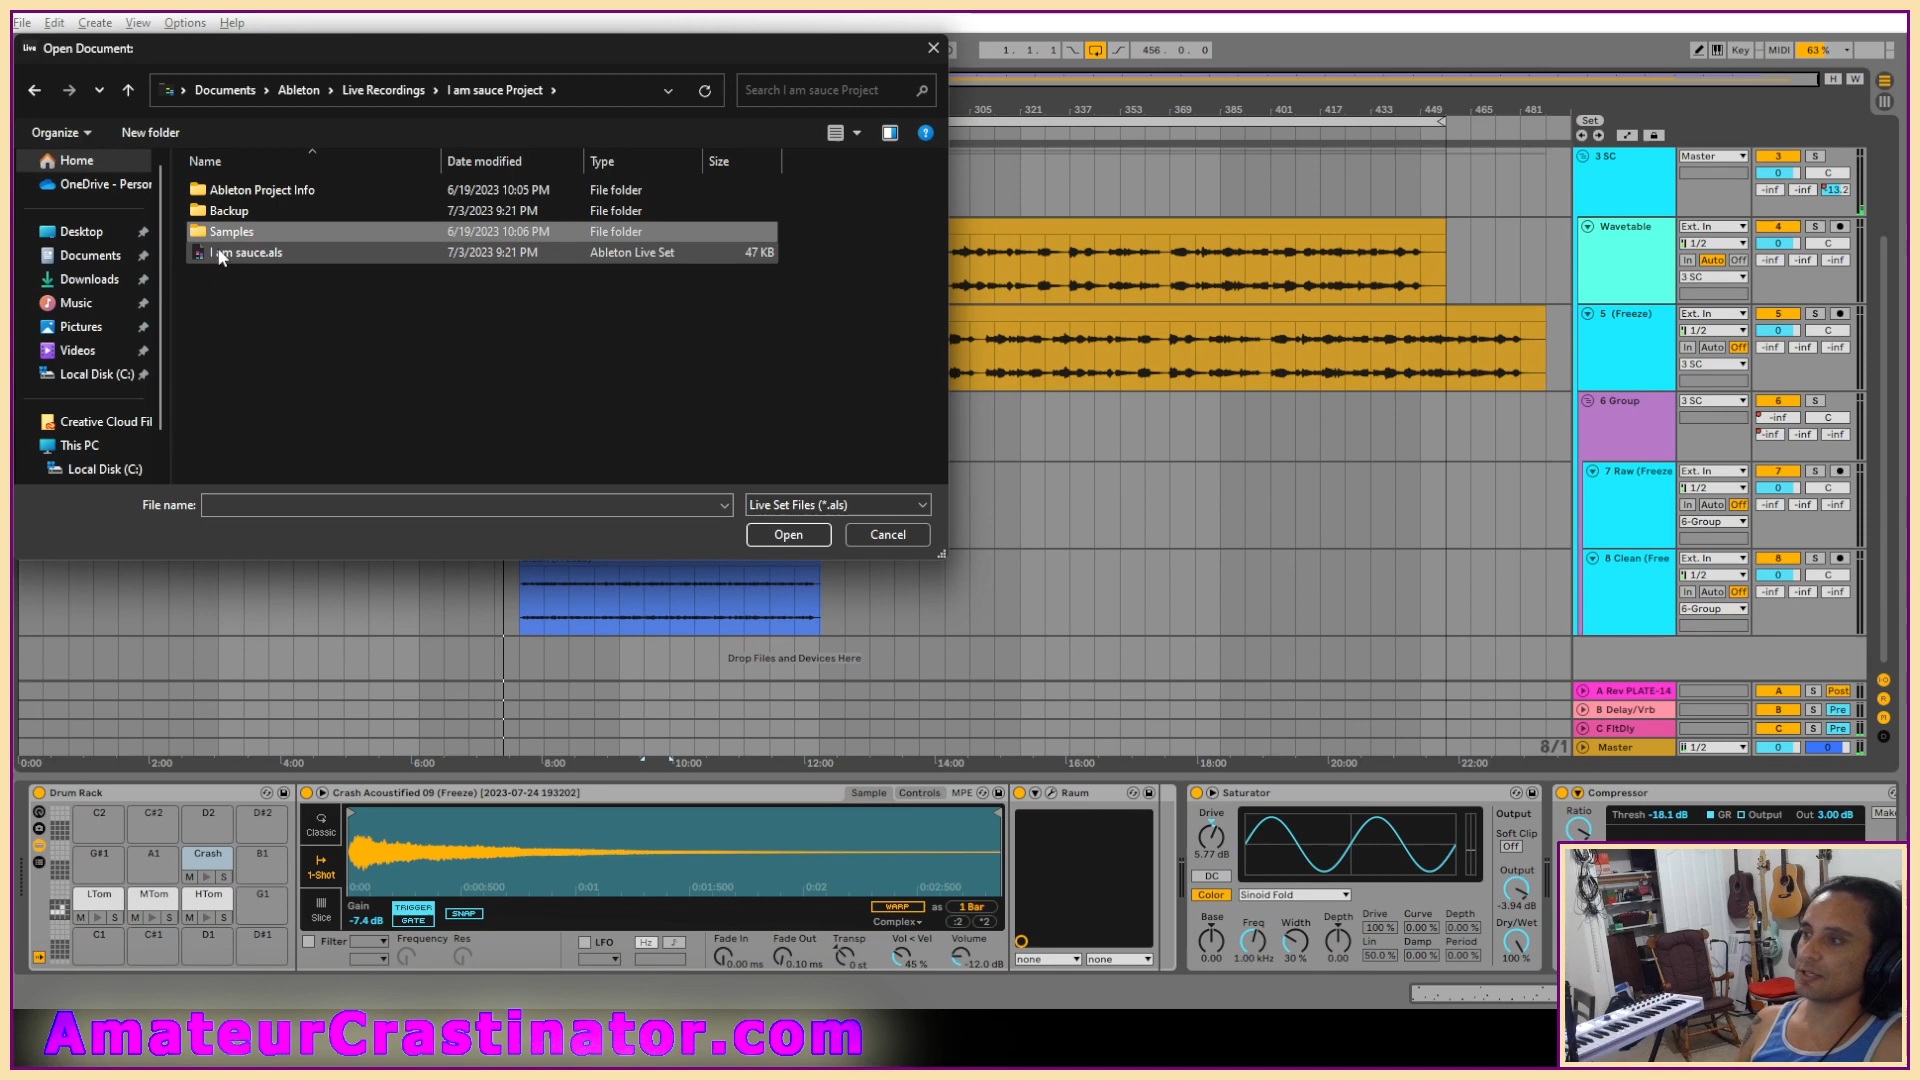 File Edit Create View Options Help
Live Open Document:
1. 1. 1 456. 0. 0 Key MIDI 63 %
Documents Ableton Live Recordings I am sauce Project Search I am sauce Project
H W
305 321 337 353 369 385 401 417 433 449 465 481
Organize New folder
Set
Home
OneDrive - Person
Desktop
Documents
Downloads
Music
Pictures
Videos
Local Disk (C:)
Creative Cloud Fil
This PC
Local Disk (C:)
Name Date modified Type Size
Ableton Project Info 6/19/2023 10:05 PM File folder
Backup 7/3/2023 9:21 PM File folder
Samples 6/19/2023 10:06 PM File folder
I am sauce.als 7/3/2023 9:21 PM Ableton Live Set 47 KB
File name: Live Set Files (*.als)
Open Cancel
3 SC Master 3 S
0 C
-inf -inf -13.2
Wavetable Ext. In 4 S
1/2 0 C
In Auto Off -inf -inf -inf
3 SC
5 (Freeze) Ext. In 5 S
1/2 0 C
In Auto Off -inf -inf -inf
3 SC
6 Group 3 SC 6 S
-inf C
-inf -inf -inf
7 Raw (Freeze Ext. In 7 S
1/2 0 C
In Auto Off -inf -inf -inf
6-Group
8 Clean (Free Ext. In 8 S
1/2 0 C
In Auto Off -inf -inf -inf
6-Group
Drop Files and Devices Here
A Rev PLATE-14 A S Post
B Delay/Vrb B S Pre
C FltDly C S Pre
8/1 Master 1/2 0 0
0:00 2:00 4:00 6:00 8:00 10:00 12:00 14:00 16:00 18:00 20:00 22:00
Drum Rack
C2 C#2 D2 D#2
G#1 A1 Crash B1
M S
LTom MTom HTom G1
M S M S M S
C1 C#1 D1 D#1
Crash Acoustified 09 (Freeze) [2023-07-24 193202] Sample Controls MPE
Classic
1-Shot
Slice
0:00 0:00:500 0:01 0:01:500 0:02 0:02:500
Gain
-7.4 dB
TRIGGER
GATE
SNAP
WARP as 1 Bar
Complex :2 *2
Filter Frequency Res LFO Hz Fade In Fade Out Transp Vol < Vel Volume
0.00 ms 0.10 ms 0 st 45 % -12.0 dB
Raum
none none
Saturator
Drive
5.77 dB
DC
Color Sinoid Fold
Output
Soft Clip
Off
Output
-3.94 dB
Base Freq Width Depth Drive Curve Depth Dry/Wet
100 % 0.00 % 0.00 %
Lin Damp Period
0.00 1.00 kHz 30 % 0.00 50.0 % 0.00 % 0.00 % 100 %
Compressor
Ratio
Thresh -18.1 dB GR Output Out 3.00 dB Make
AmateurCrastinator.com